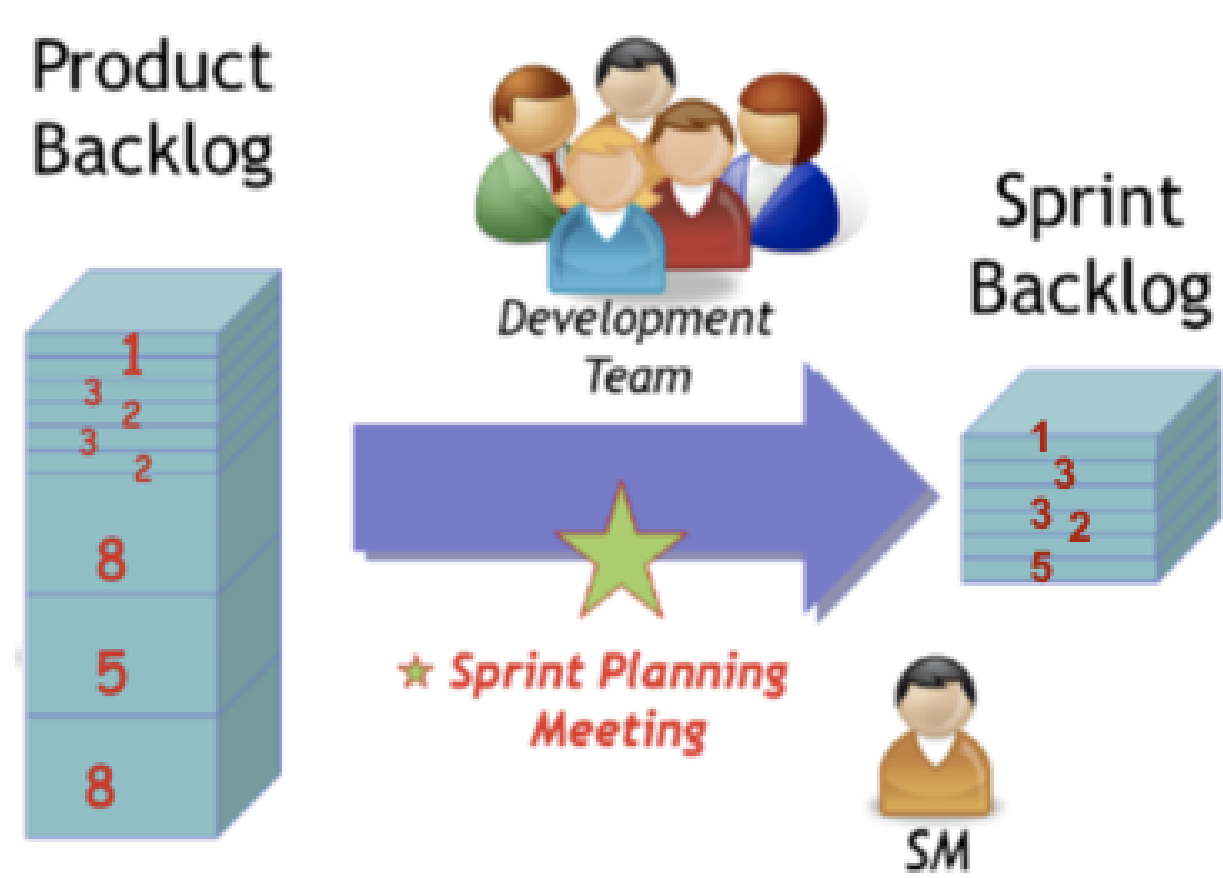 Product
Backlog
1
3
2
3
2
8
5
8
Development
Team
Sprint Planning
Meeting
Sprint
Backlog
1
3
3
2
5
SM